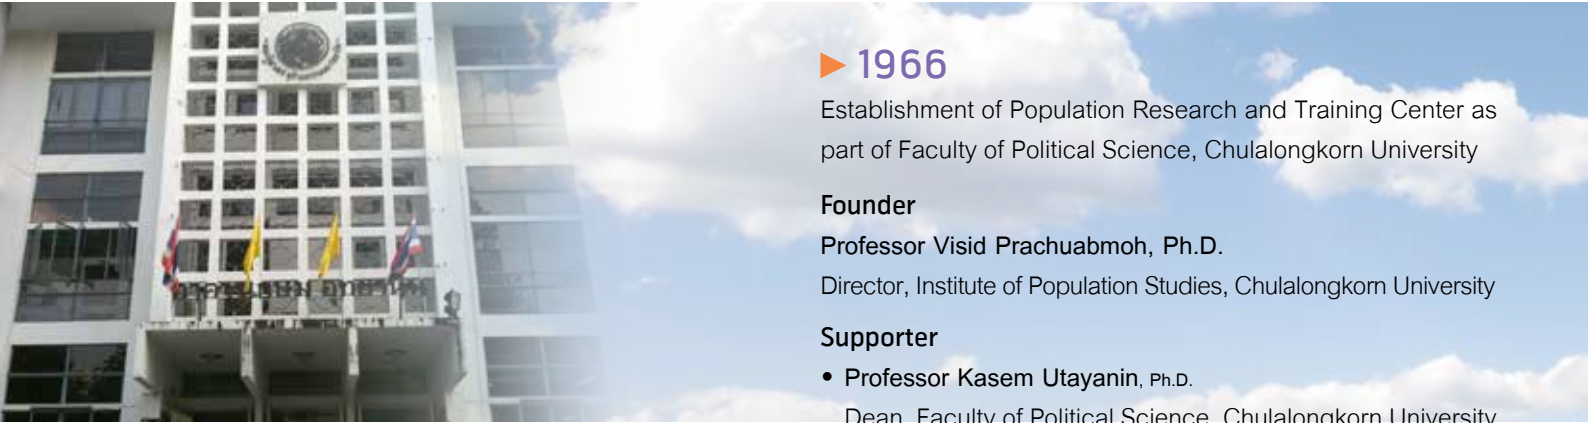 1966
Establishment of Population Research and Training Center as
part of Faculty of Political Science, Chulalongkorn University
Founder
Professor Visid Prachuabmoh, Ph.D.
Director, Institute of Population Studies, Chulalongkorn University
Supporter
• Professor Kasem Utayanin, Ph.D.
Dean, Faculty of Political Science, Chulalongkorn University